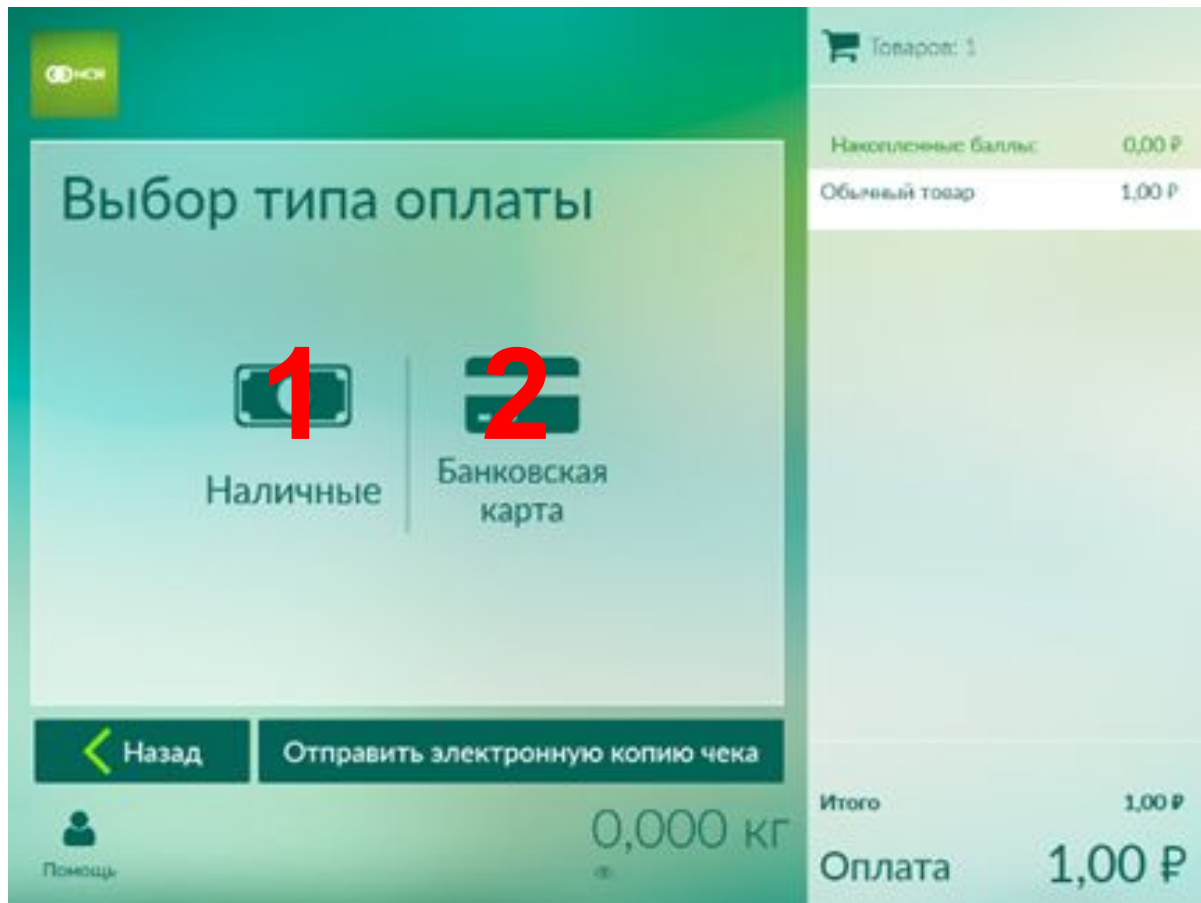 NCR
Товаров: 1
Накопленные баллы: 0,00 ₽
Обычный товар 1,00 ₽
Выбор типа оплаты
1
2
Наличные
Банковская
карта
Назад
Отправить электронную копию чека
Помощь
0,000 кг
Итого 1,00 ₽
Оплата 1,00 ₽